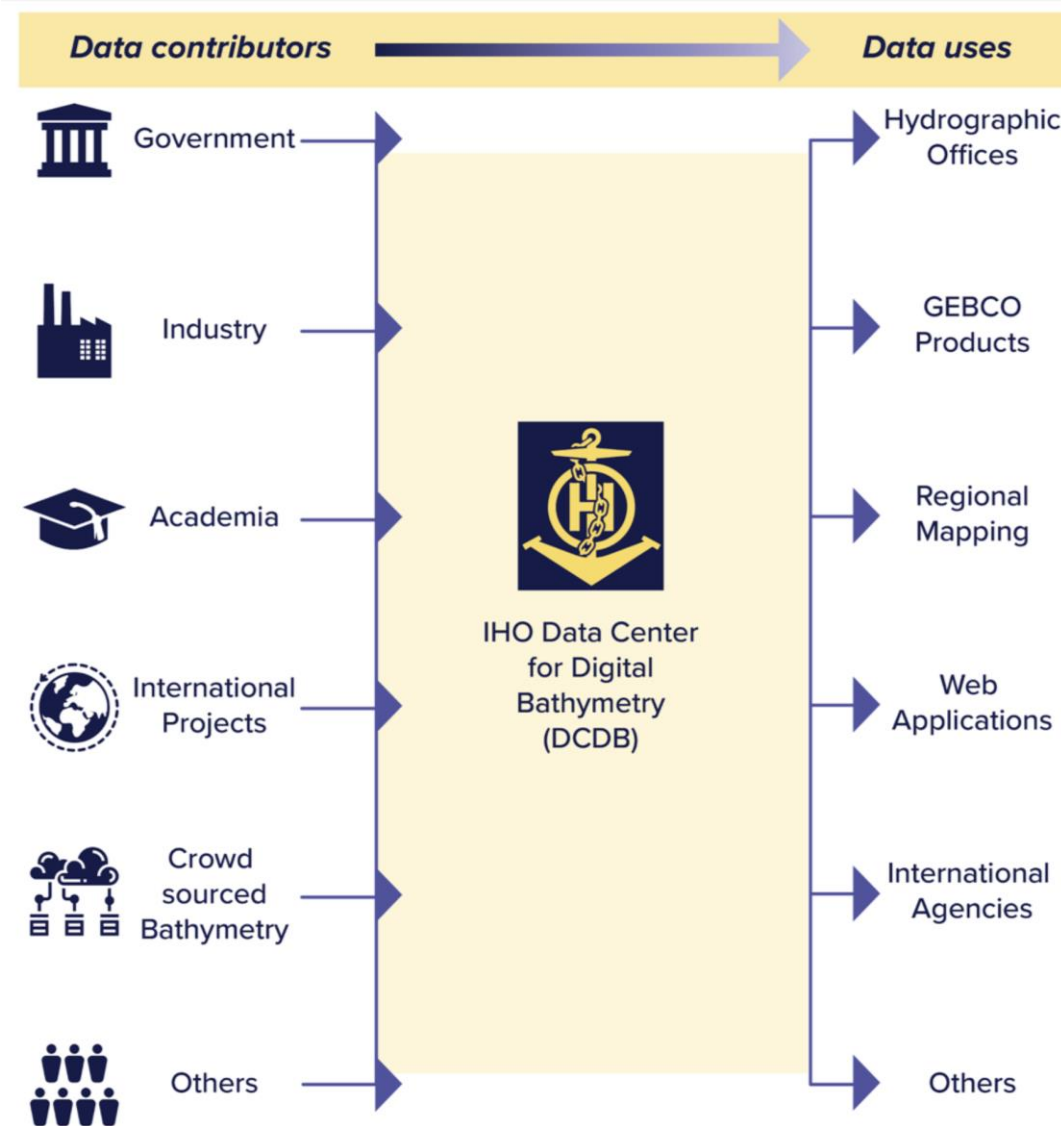 Data contributors
Data uses
Government
Industry
Academia
International
Projects
Crowd
sourced
Bathymetry
Others
IHO Data Center
for Digital
Bathymetry
(DCDB)
Hydrographic
Offices
GEBCO
Products
Regional
Mapping
Web
Applications
International
Agencies
Others